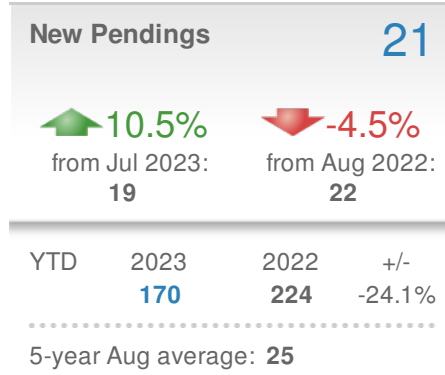 New Pendings 21
10.5% -4.5%
from Jul 2023: from Aug 2022:
19 22
YTD 2023 2022 +/-
170 224 -24.1%
5-year Aug average: 25